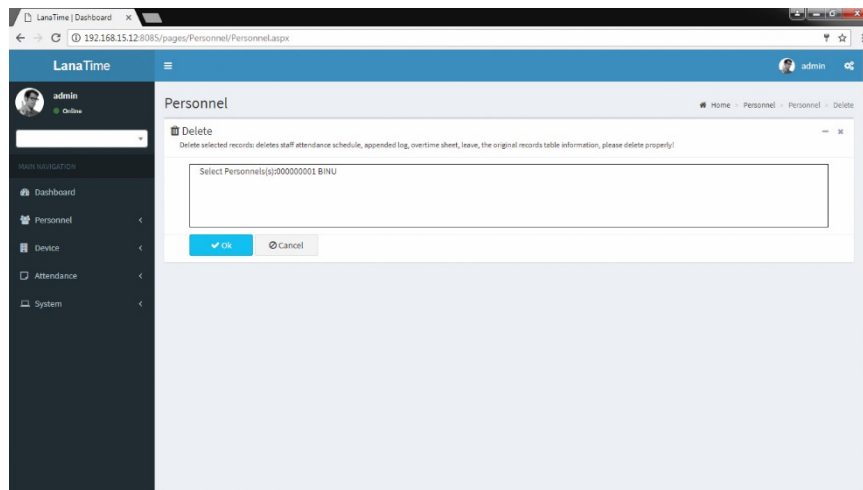 LanaTime | Dashboard
192.168.15.12:8085/pages/Personnel/Personnel.aspx
LanaTime
admin
admin
Online
Personnel
Home > Personnel > Personnel > Delete
Delete
Delete selected records: deletes staff attendance schedule, appended log, overtime sheet, leave, the original records table information, please delete properly!
MAIN NAVIGATION
Select Personnels(s):000000001 BINU
Dashboard
Personnel
Device
Attendance
System
Ok
Cancel